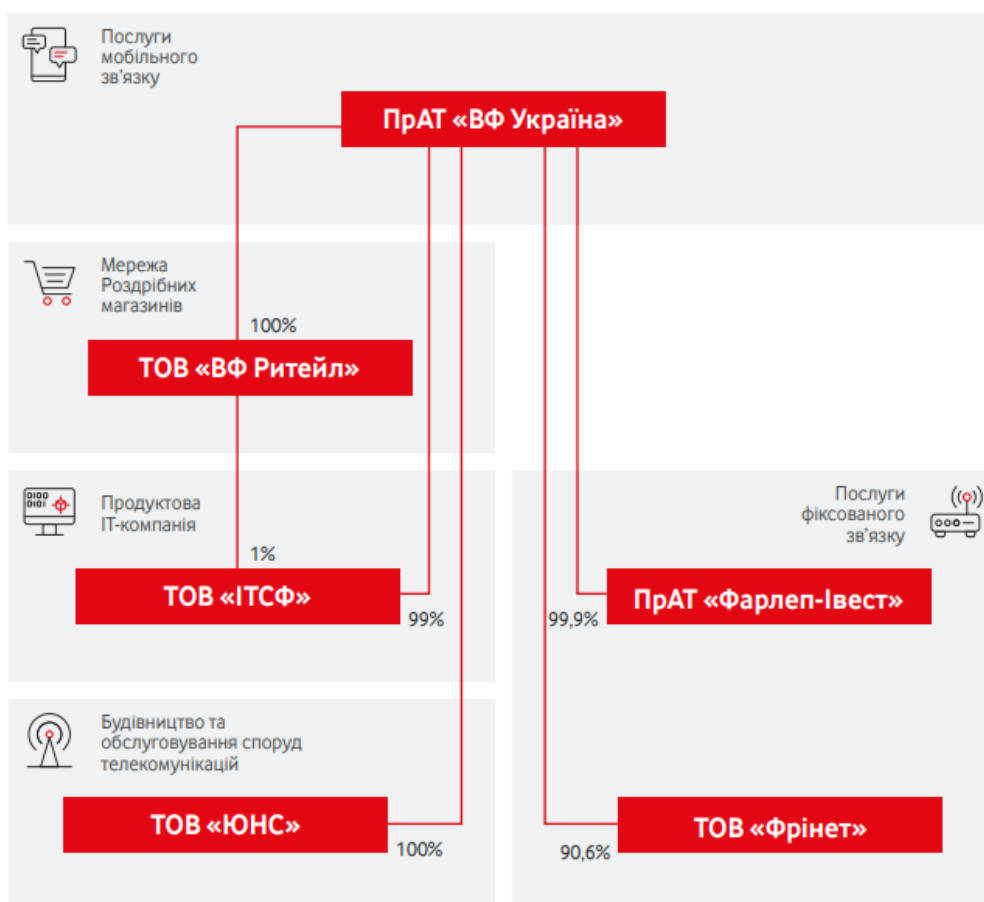 Послуги
мобільного
зв'язку
ПрАТ «ВФ Україна»
Мережа
Роздрібних
магазинів
100%
ТОВ «ВФ Ритейл»
0100
0101
Продуктова
ІТ-компанія
1%
ТОВ «ІТСФ»
99%
Послуги
фіксованого
зв'язку
ПрАТ «Фарлеп-Івест»
99,9%
Будівництво та
обслуговування споруд
телекомунікацій
ТОВ «ЮНС»
100%
ТОВ «Фрінет»
90,6%